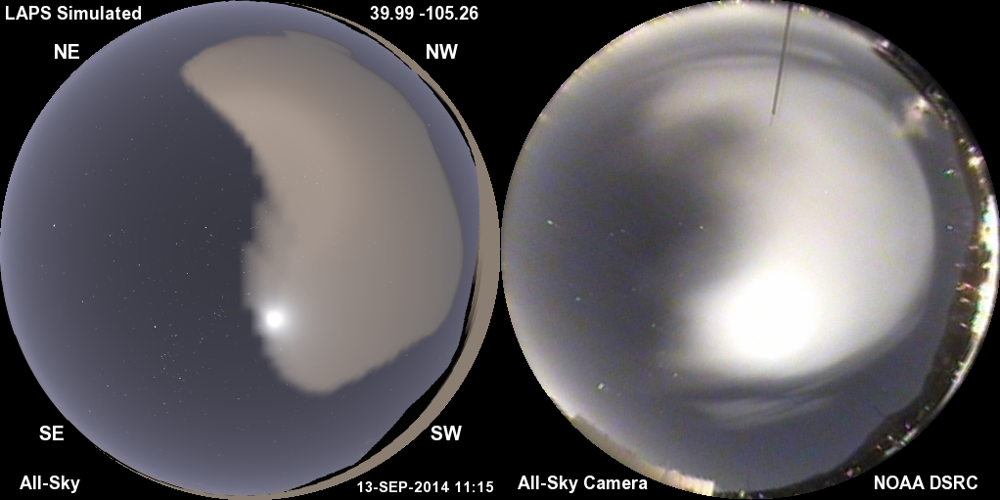 LAPS Simulated
39.99 -105.26
NE
NW
SE
SW
All-Sky
13-SEP-2014 11:15
All-Sky Camera
NOAA DSRC